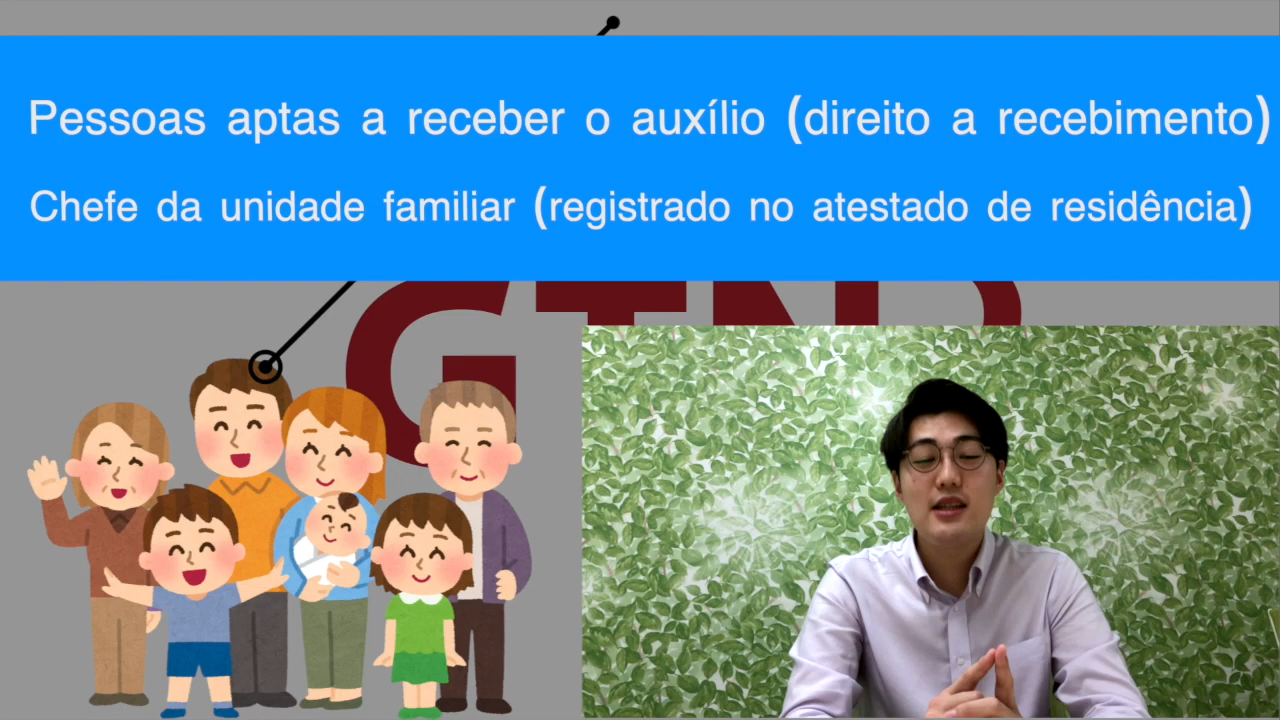 Pessoas aptas a receber o auxílio (direito a recebimento)
Chefe da unidade familiar (registrado no atestado de residência)